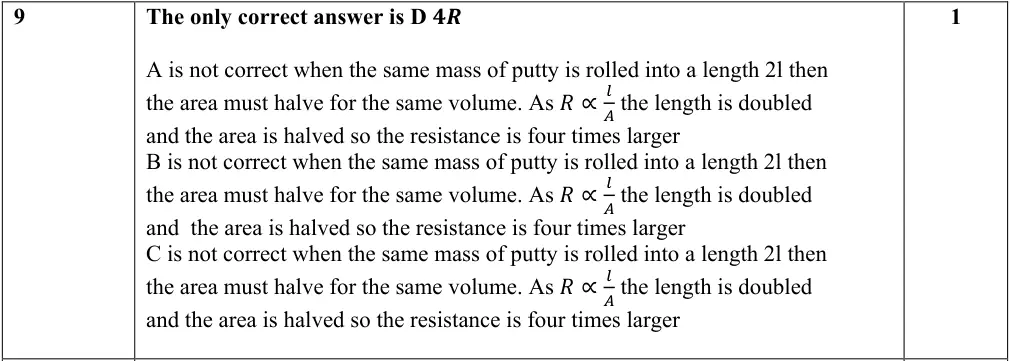 9 The only correct answer is D 4R 1
A is not correct when the same mass of putty is rolled into a length 2l then
the area must halve for the same volume. As R ∝ l/A the length is doubled
and the area is halved so the resistance is four times larger
B is not correct when the same mass of putty is rolled into a length 2l then
the area must halve for the same volume. As R ∝ l/A the length is doubled
and  the area is halved so the resistance is four times larger
C is not correct when the same mass of putty is rolled into a length 2l then
the area must halve for the same volume. As R ∝ l/A the length is doubled
and the area is halved so the resistance is four times larger